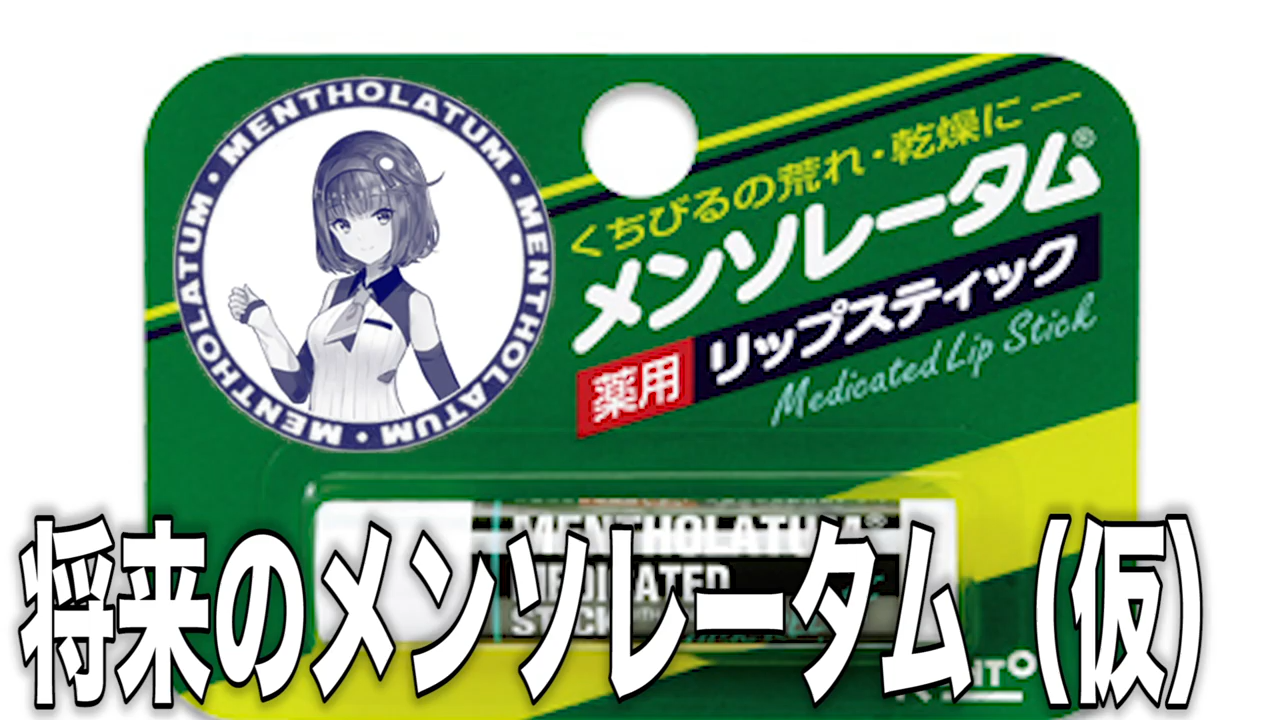 MENTHOLATUM・MENTHOLATUM・MENTHOLATUM・MENTHOLATUM・
くちびるの荒れ・乾燥に
メンソレータム®
薬用 リップスティック
Medicated Lip Stick
MENTHOLATUM®
MEDICATED
STICK
将来のメンソレータム(仮)